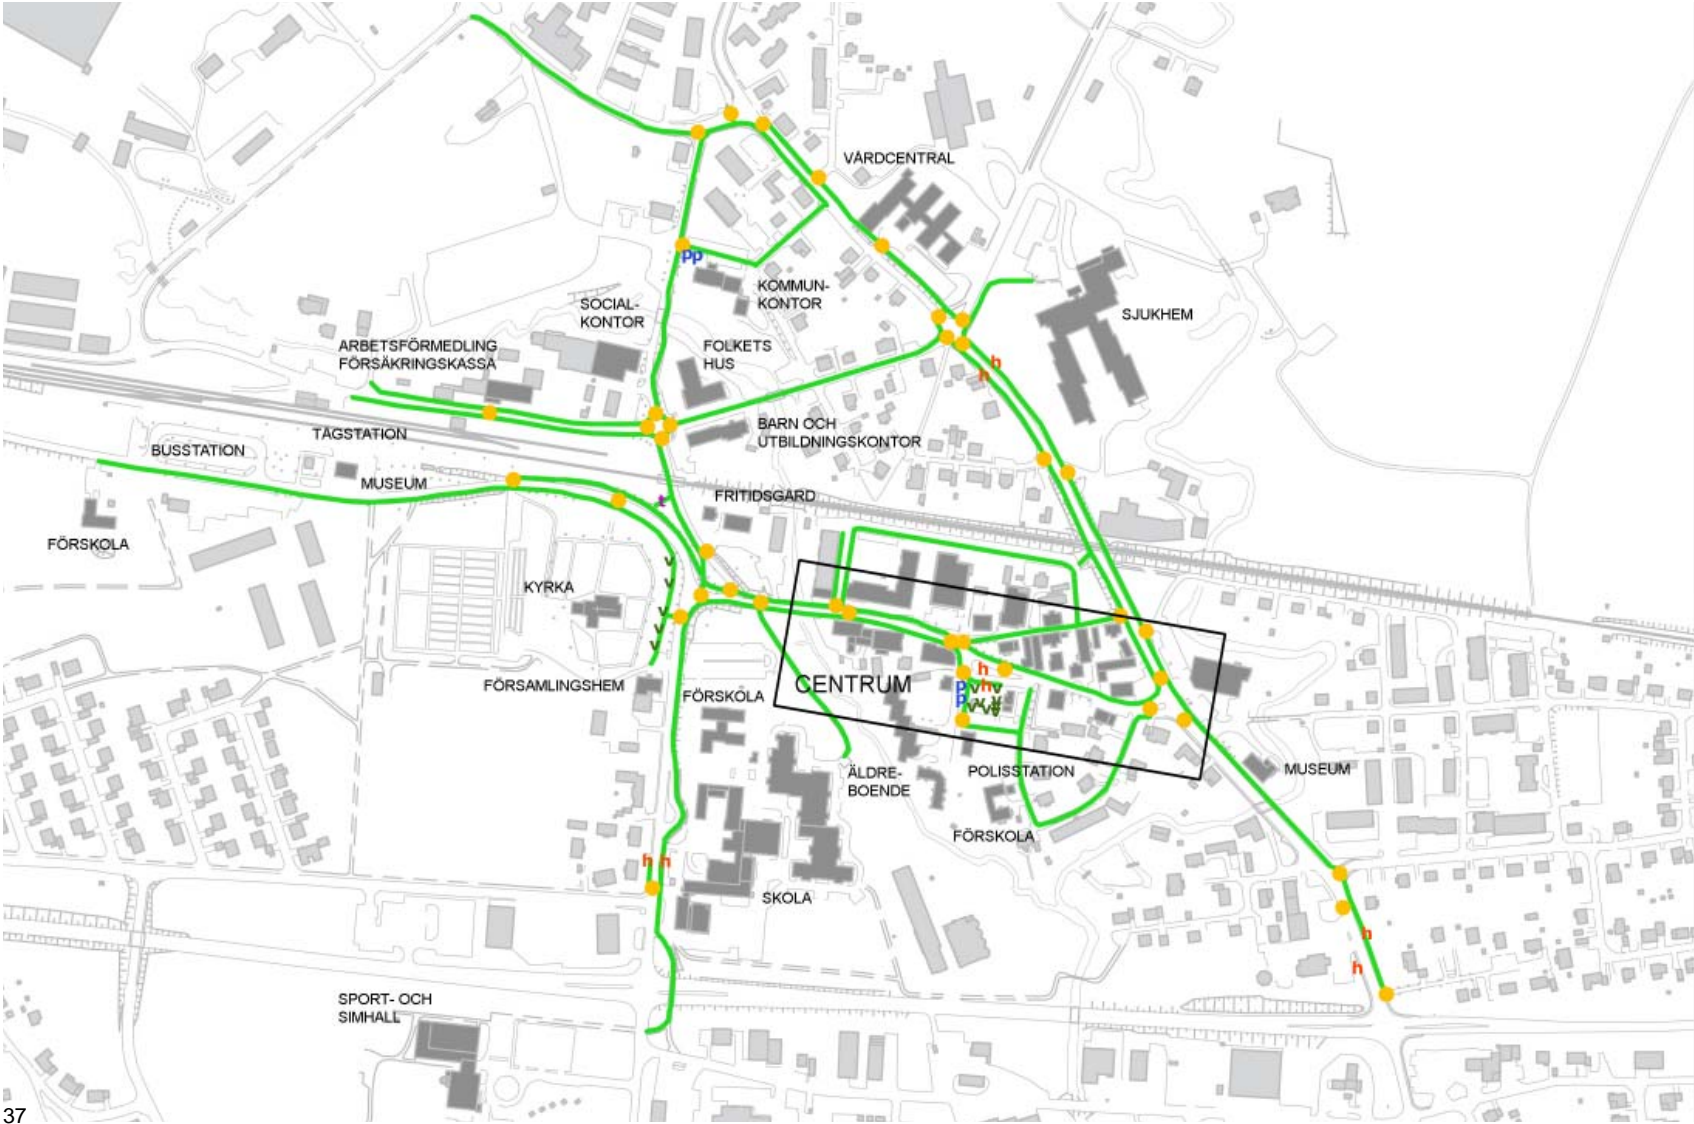 VÅRDCENTRAL
pp
KOMMUN-
KONTOR
SOCIAL-
KONTOR
SJUKHEM
ARBETSFÖRMEDLING
FÖRSÄKRINGSKASSA
FOLKETS
HUS
h
h
TÅGSTATION
BARN OCH
UTBILDNINGSKONTOR
BUSSTATION
MUSEUM
t
FRITIDSGÅRD
FÖRSKOLA
KYRKA
v
v
v
v
v
FÖRSAMLINGSHEM
FÖRSKOLA
CENTRUM
h
h
p
p
v v
v v v v
ÄLDRE-
BOENDE
POLISSTATION
MUSEUM
FÖRSKOLA
h h
SKOLA
h
h
SPORT- OCH
SIMHALL
37